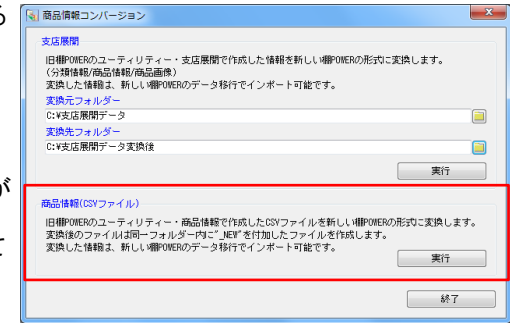 る
商品情報コンバージョン
支店展開
旧棚POWERのユーティリティー・支店展開で作成した情報を新しい棚POWERの形式に変換します。
(分類情報/商品情報/商品画像)
変換した情報は、新しい棚POWERのデータ移行でインポート可能です。
変換元フォルダー
C:¥支店展開データ
変換先フォルダー
C:¥支店展開データ変換後
実行
が
商品情報(CSVファイル)
旧棚POWERのユーティリティー・商品情報で作成したCSVファイルを新しい棚POWERの形式に変換します。
変換後のファイルは同一フォルダー内に"_NEW"を付加したファイルを作成します。
変換した情報は、新しい棚POWERのデータ移行でインポート可能です。
て
実行
終了